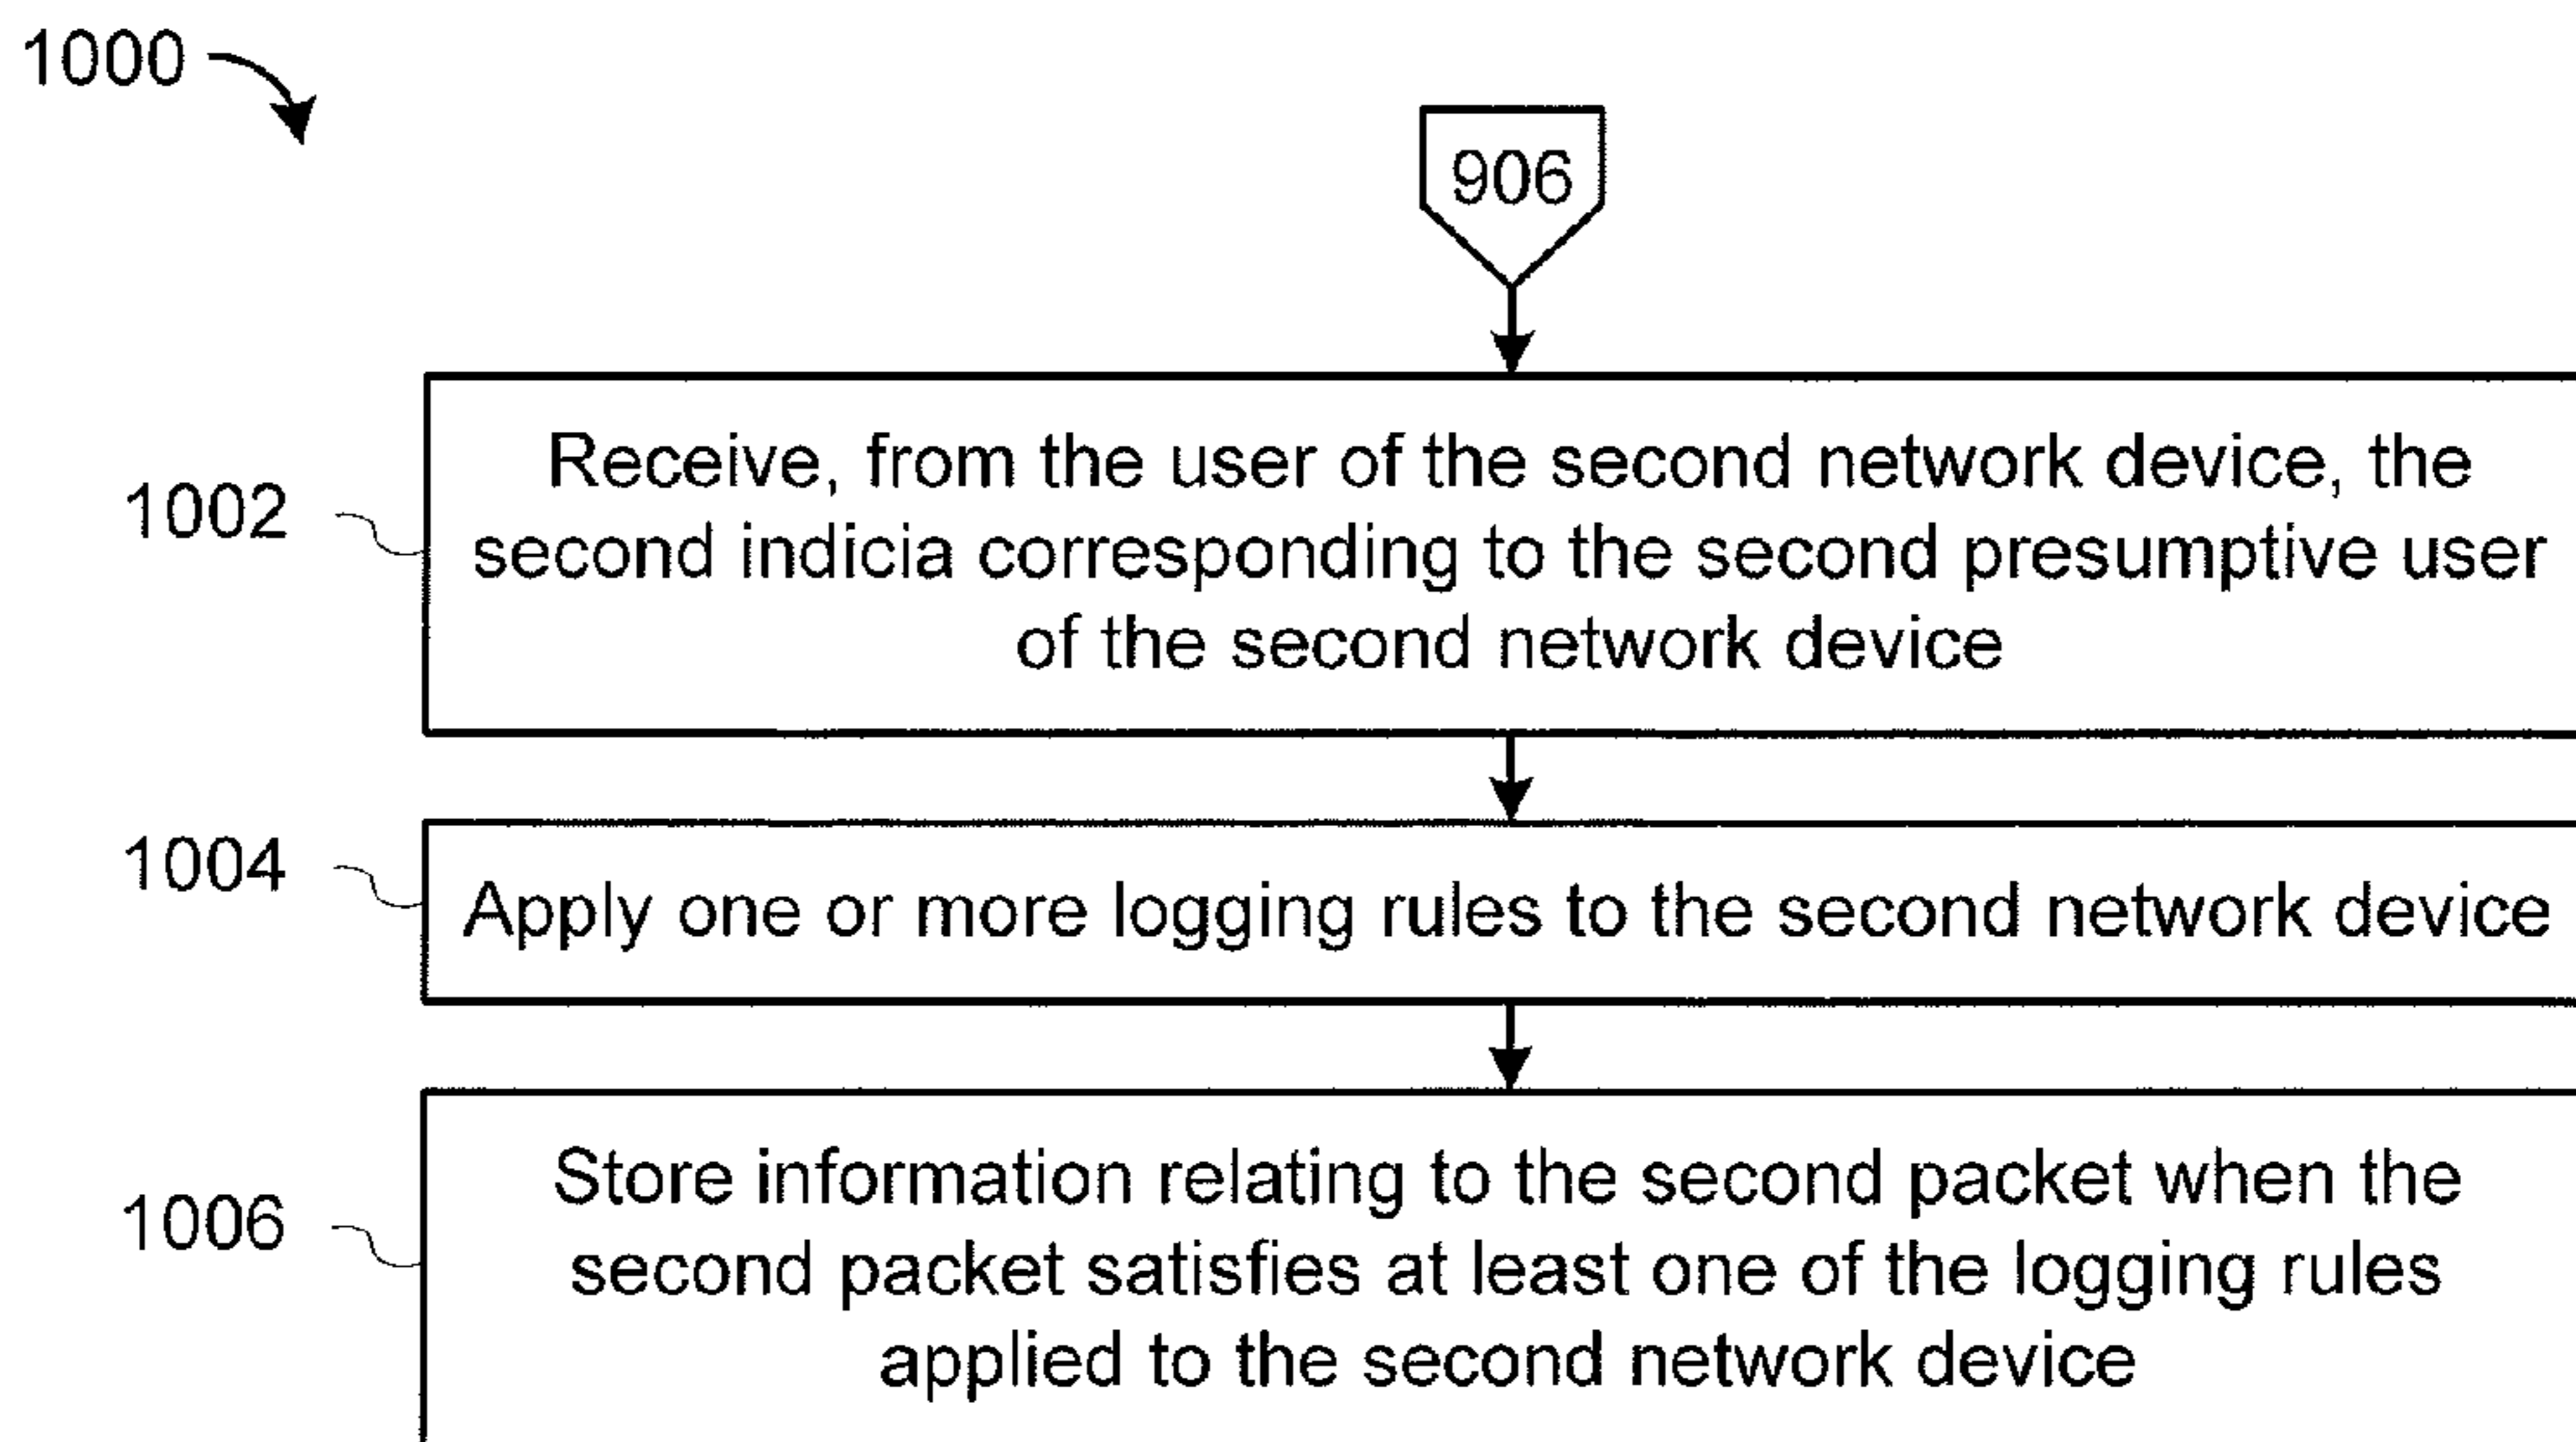 1000
906
1002
Receive, from the user of the second network device, the
second indicia corresponding to the second presumptive user
of the second network device
1004
Apply one or more logging rules to the second network device
1006
Store information relating to the second packet when the
second packet satisfies at least one of the logging rules
applied to the second network device